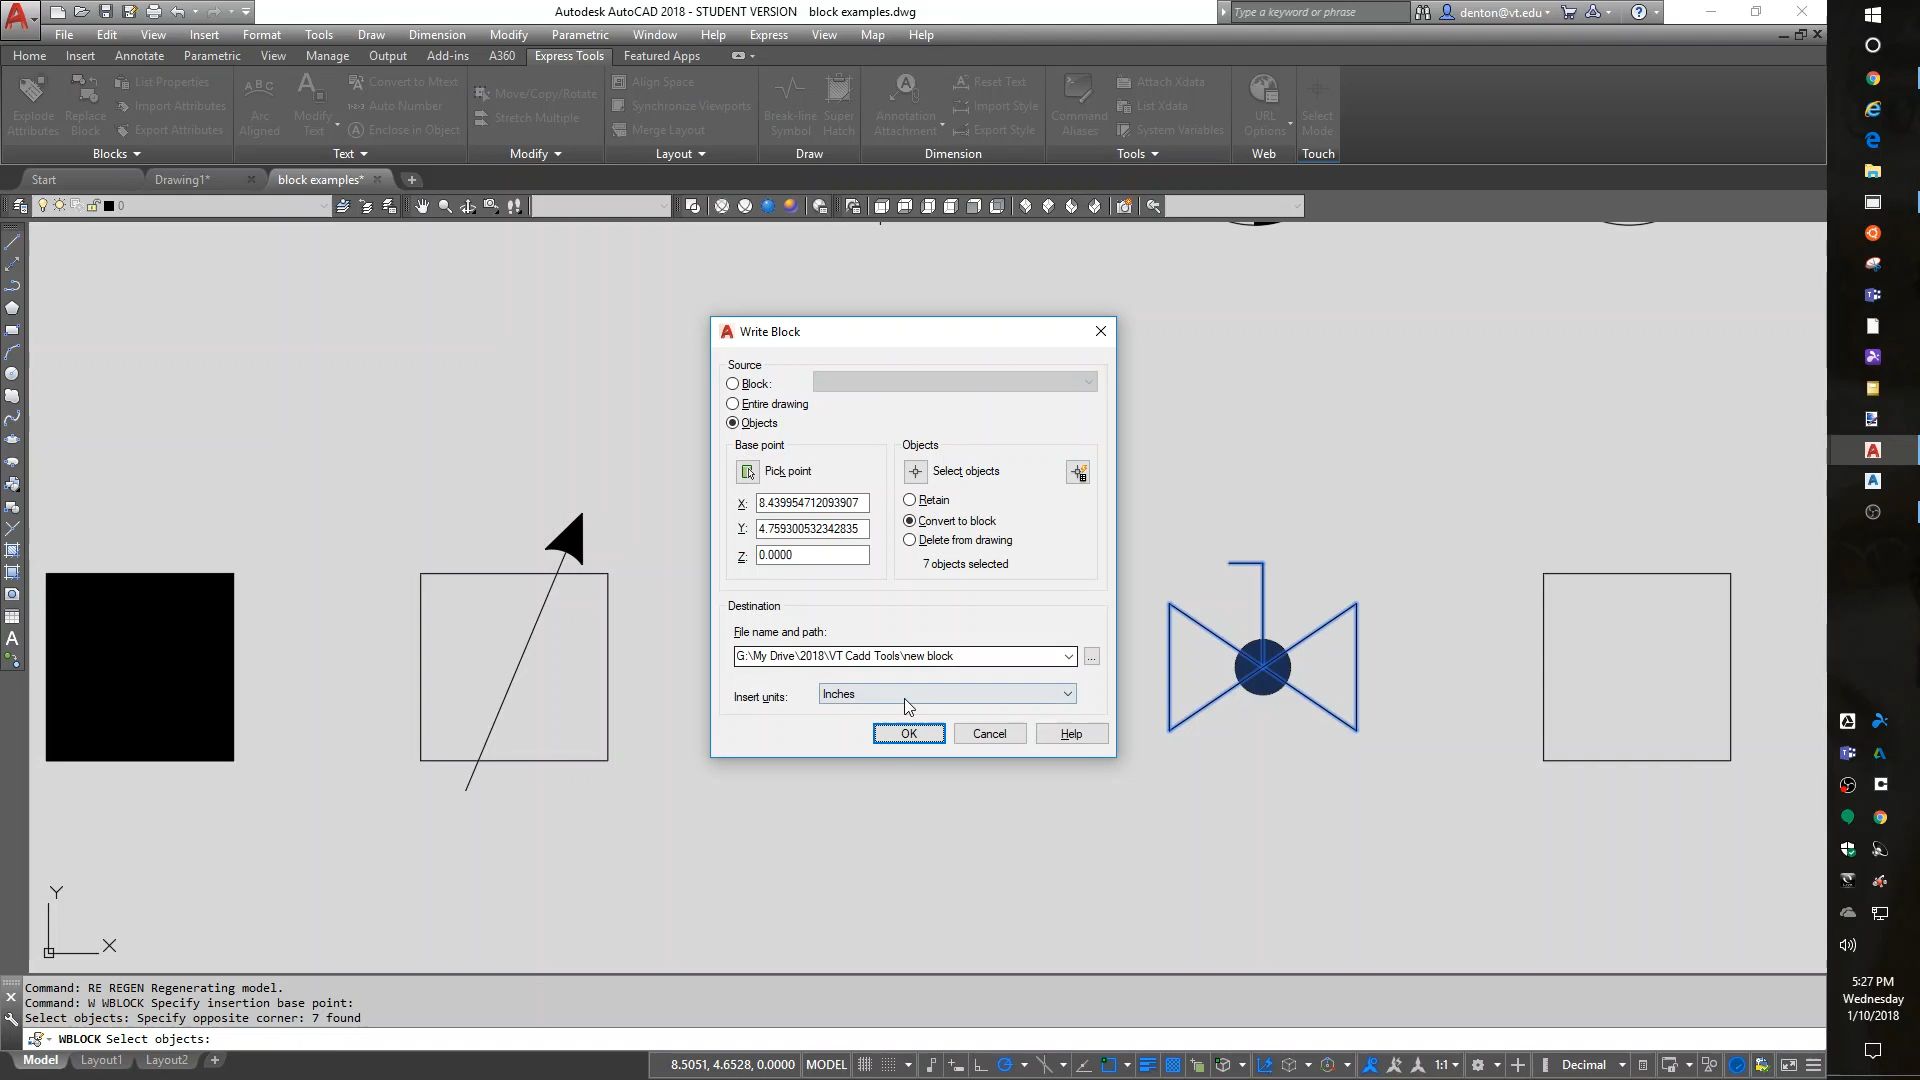 Autodesk AutoCAD 2018 - STUDENT VERSION block examples.dwg
Type a keyword or phrase
denton@vt.edu
File Edit View Insert Format Tools Draw Dimension Modify Parametric Window Help Express View Map Help
Home Insert Annotate Parametric View Manage Output Add-ins A360 Express Tools Featured Apps
Explode Attributes
Replace Block
List Properties
Import Attributes
Export Attributes
Arc Aligned
Modify Text
Convert to Mtext
Auto Number
Enclose in Object
Move/Copy/Rotate
Stretch Multiple
Align Space
Synchronize Viewports
Merge Layout
Break-line Symbol
Super Hatch
Annotation Attachment
Reset Text
Import Style
Export Style
Command Aliases
Attach Xdata
List Xdata
System Variables
URL Options
Select Mode
Blocks Text Modify Layout Draw Dimension Tools Web Touch
Start Drawing1* block examples*
0
Write Block
Source
Block:
Entire drawing
Objects
Base point
Pick point
X: 8.439954712093907
Y: 4.759300532342835
Z: 0.0000
Objects
Select objects
Retain
Convert to block
Delete from drawing
7 objects selected
Destination
File name and path:
G:\My Drive\2018\VT Cadd Tools\new block
...
Insert units: Inches
OK Cancel Help
Y
X
Command: RE REGEN Regenerating model.
Command: W WBLOCK Specify insertion base point:
Select objects: Specify opposite corner: 7 found
WBLOCK Select objects:
Model Layout1 Layout2
8.5051, 4.6528, 0.0000 MODEL 1:1 Decimal
5:27 PM
Wednesday
1/10/2018